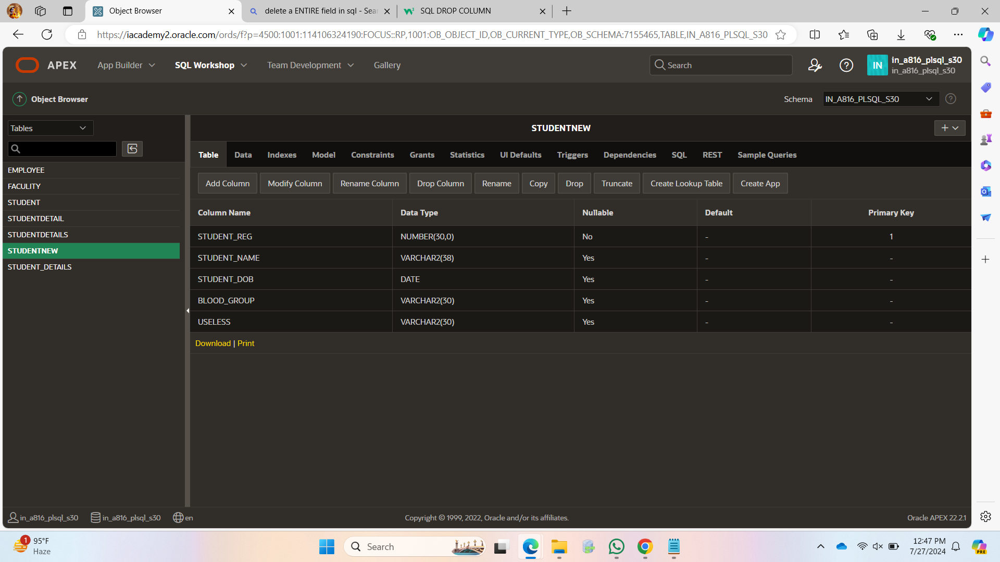 Object Browser
delete a ENTIRE field in sql - Sear
SQL DROP COLUMN
https://iacademy2.oracle.com/ords/f?p=4500:1001:114106324190:FOCUS::RP,1001:OB_OBJECT_ID,OB_CURRENT_TYPE,OB_SCHEMA:7155465,TABLE,IN_A816_PLSQL_S30
APEX App Builder SQL Workshop Team Development Gallery
Search
IN
in_a816_plsql_s30
in_a816_plsql_s30
Object Browser
Schema IN_A816_PLSQL_S30
Tables
STUDENTNEW
Table Data Indexes Model Constraints Grants Statistics UI Defaults Triggers Dependencies SQL REST Sample Queries
EMPLOYEE
FACULITY
STUDENT
STUDENTDETAIL
STUDENTDETAILS
STUDENTNEW
STUDENT_DETAILS
Add Column Modify Column Rename Column Drop Column Rename Copy Drop Truncate Create Lookup Table Create App
Column Name Data Type Nullable Default Primary Key
STUDENT_REG NUMBER(30,0) No - 1
STUDENT_NAME VARCHAR2(38) Yes - -
STUDENT_DOB DATE Yes - -
BLOOD_GROUP VARCHAR2(30) Yes - -
USELESS VARCHAR2(30) Yes - -
Download | Print
in_a816_plsql_s30 in_a816_plsql_s30 en
Copyright © 1999, 2022, Oracle and/or its affiliates.
Oracle APEX 22.2.1
1
95°F
Haze
Search
12:47 PM
7/27/2024
PRE